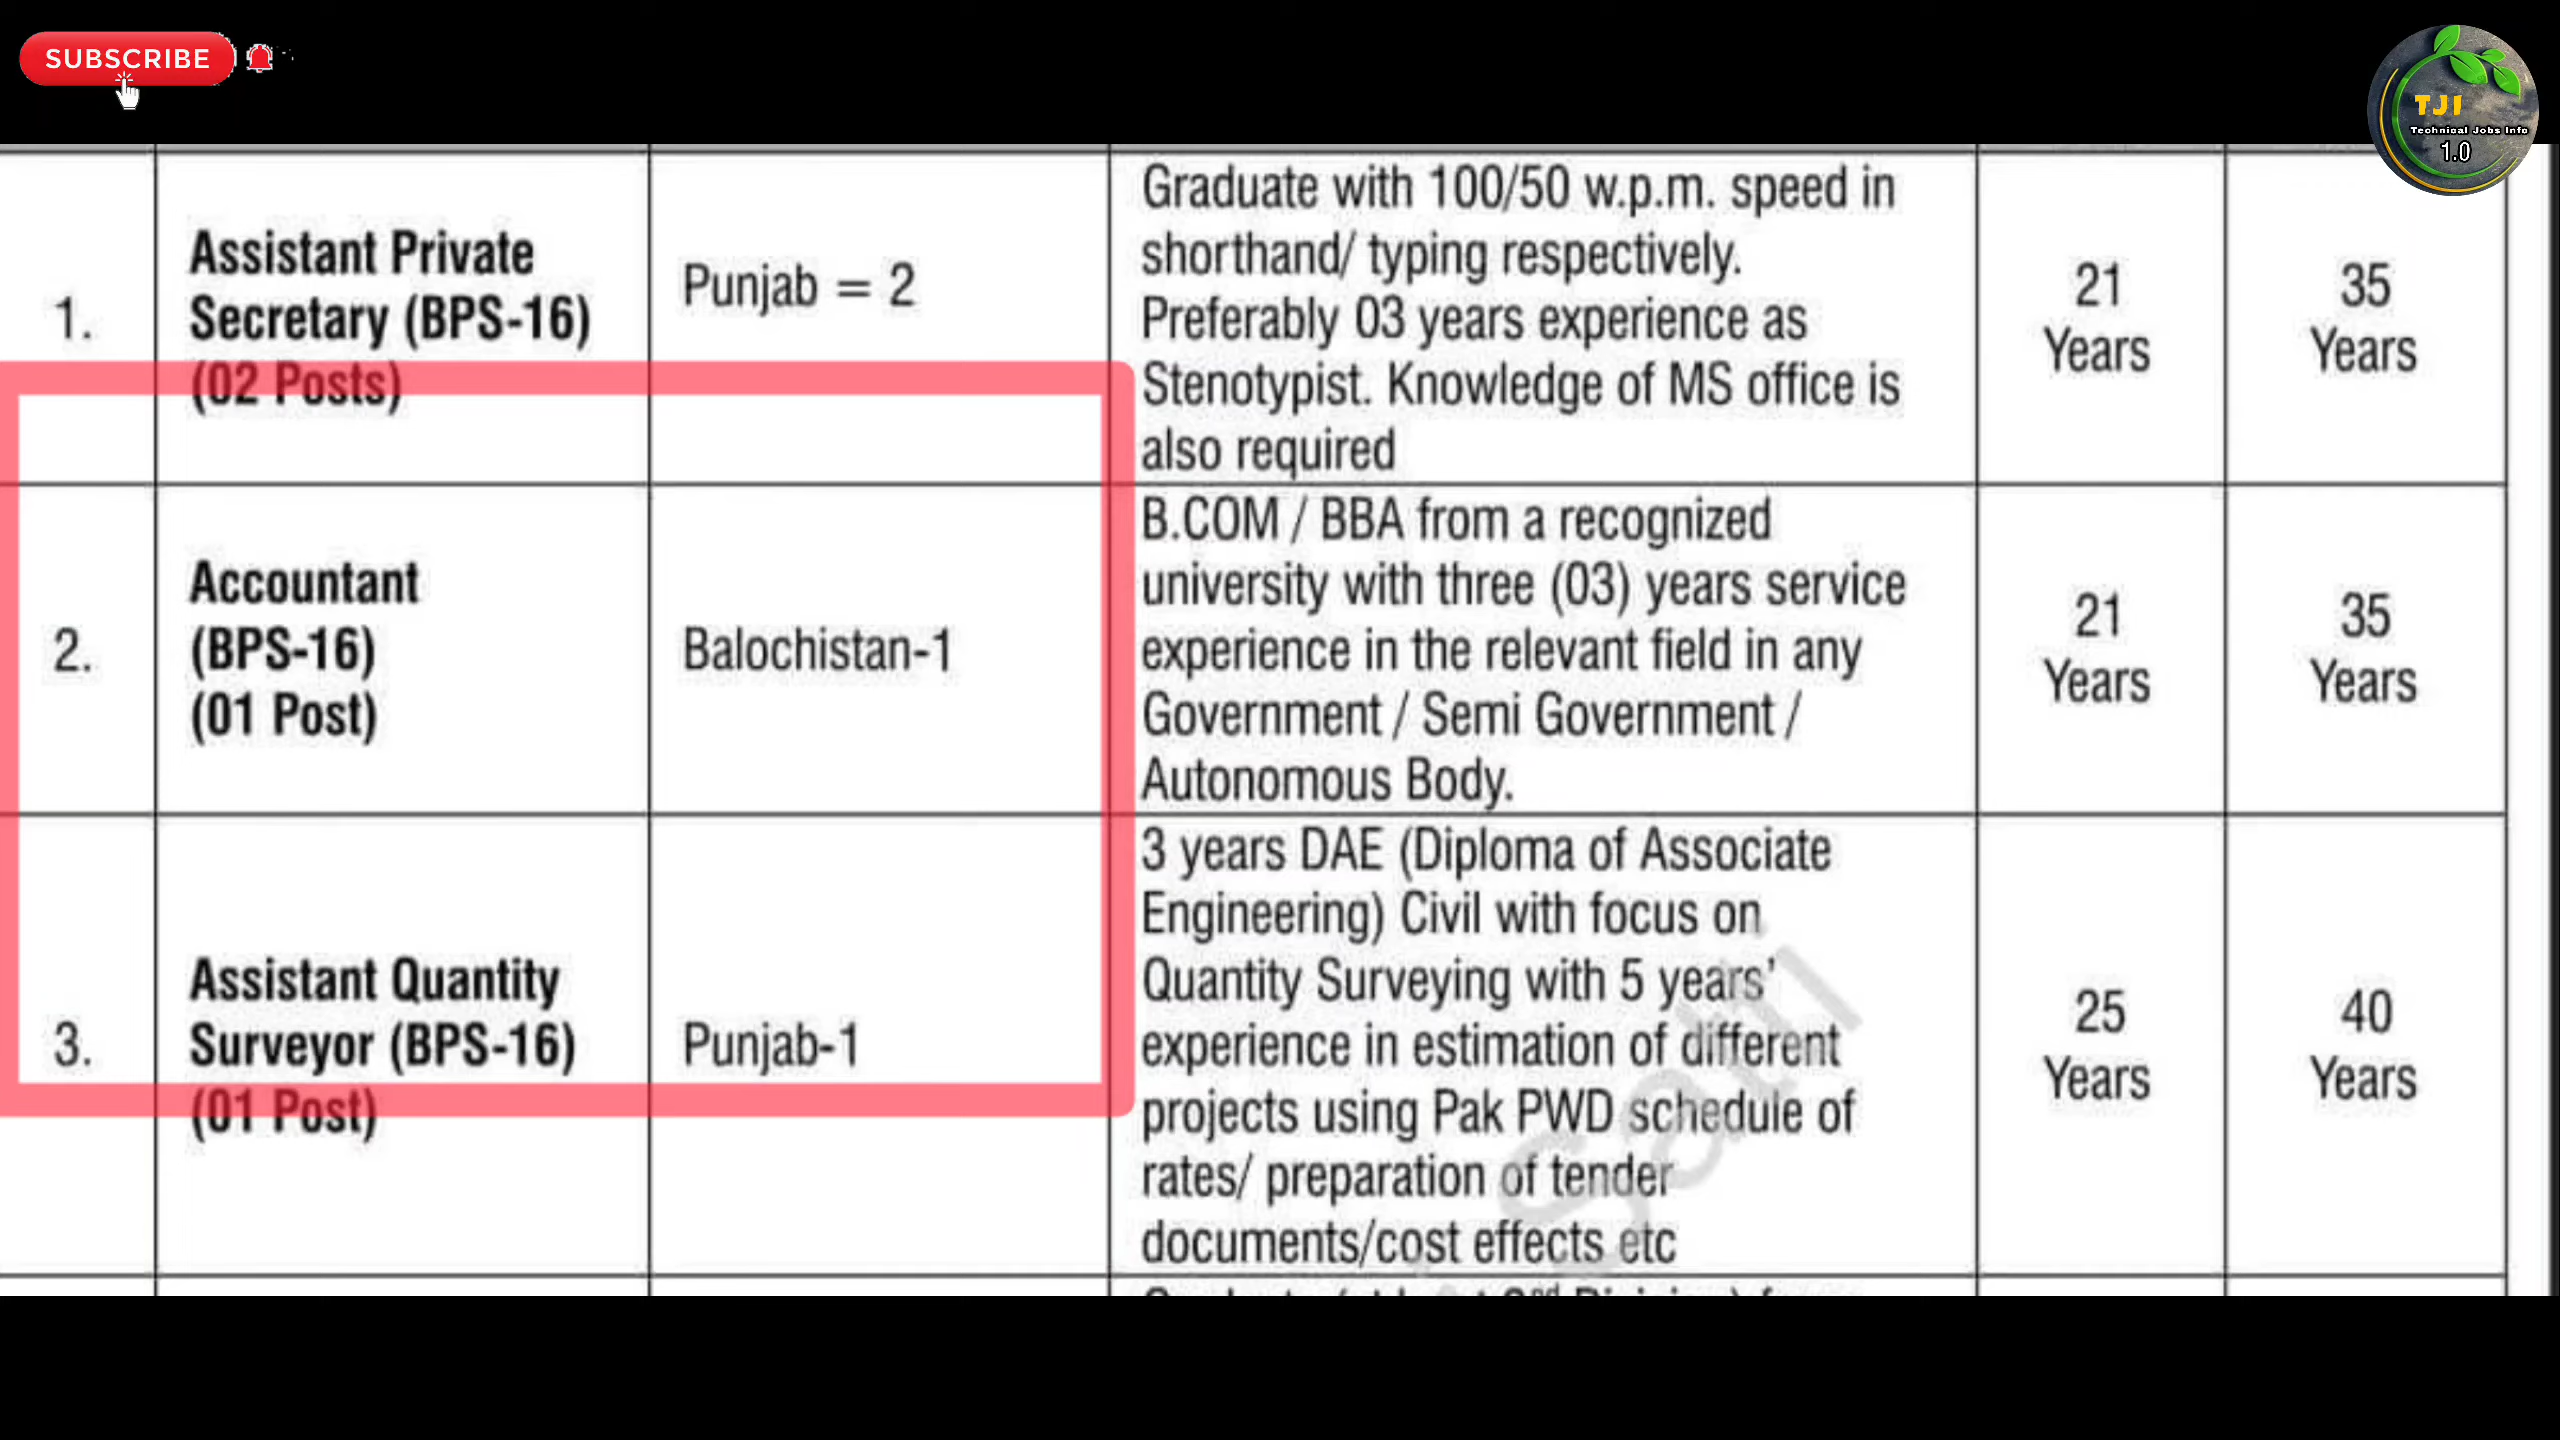 SUBSCRIBE
TJI
Technical Jobs Info
1.0
1.
Assistant Private
Secretary (BPS-16)
(02 Posts)
Punjab = 2
Graduate with 100/50 w.p.m. speed in
shorthand/ typing respectively.
Preferably 03 years experience as
Stenotypist. Knowledge of MS office is
also required
21
Years
35
Years
2.
Accountant
(BPS-16)
(01 Post)
Balochistan-1
B.COM / BBA from a recognized
university with three (03) years service
experience in the relevant field in any
Government / Semi Government /
Autonomous Body.
21
Years
35
Years
3.
Assistant Quantity
Surveyor (BPS-16)
(01 Post)
Punjab-1
3 years DAE (Diploma of Associate
Engineering) Civil with focus on
Quantity Surveying with 5 years’
experience in estimation of different
projects using Pak PWD schedule of
rates/ preparation of tender
documents/cost effects etc
25
Years
40
Years
Satti